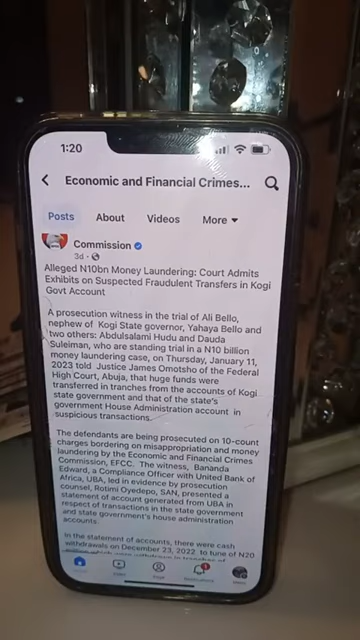 1:20
Economic and Financial Crimes...
Posts About Videos More
Commission
3d
Alleged N10bn Money Laundering: Court Admits
Exhibits on Suspected Fraudulent Transfers in Kogi
Govt Account
A prosecution witness in the trial of Ali Bello,
nephew of Kogi State governor, Yahaya Bello and
two others: Abdulsalami Hudu and Dauda
Suleiman, who are standing trial in a N10 billion
money laundering case, on Thursday, January 11,
2023 told Justice James Omotsho of the Federal
High Court, Abuja, that huge funds were
transferred in tranches from the accounts of Kogi
state government and that of the state's
government House Administration account in
suspicious transactions.
The defendants are being prosecuted on 10-count
charges bordering on misappropriation and money
laundering by the Economic and Financial Crimes
Commission, EFCC. The witness, Bananda
Edward, a Compliance Officer with United Bank of
Africa, UBA, led in evidence by prosecution
counsel, Rotimi Oyedepo, SAN, presented a
statement of account generated from UBA in
respect of transactions in the state government
and state government's house administration
accounts.
In the statement of accounts, there were cash
withdrawals on December 23, 2022 to tune of N20